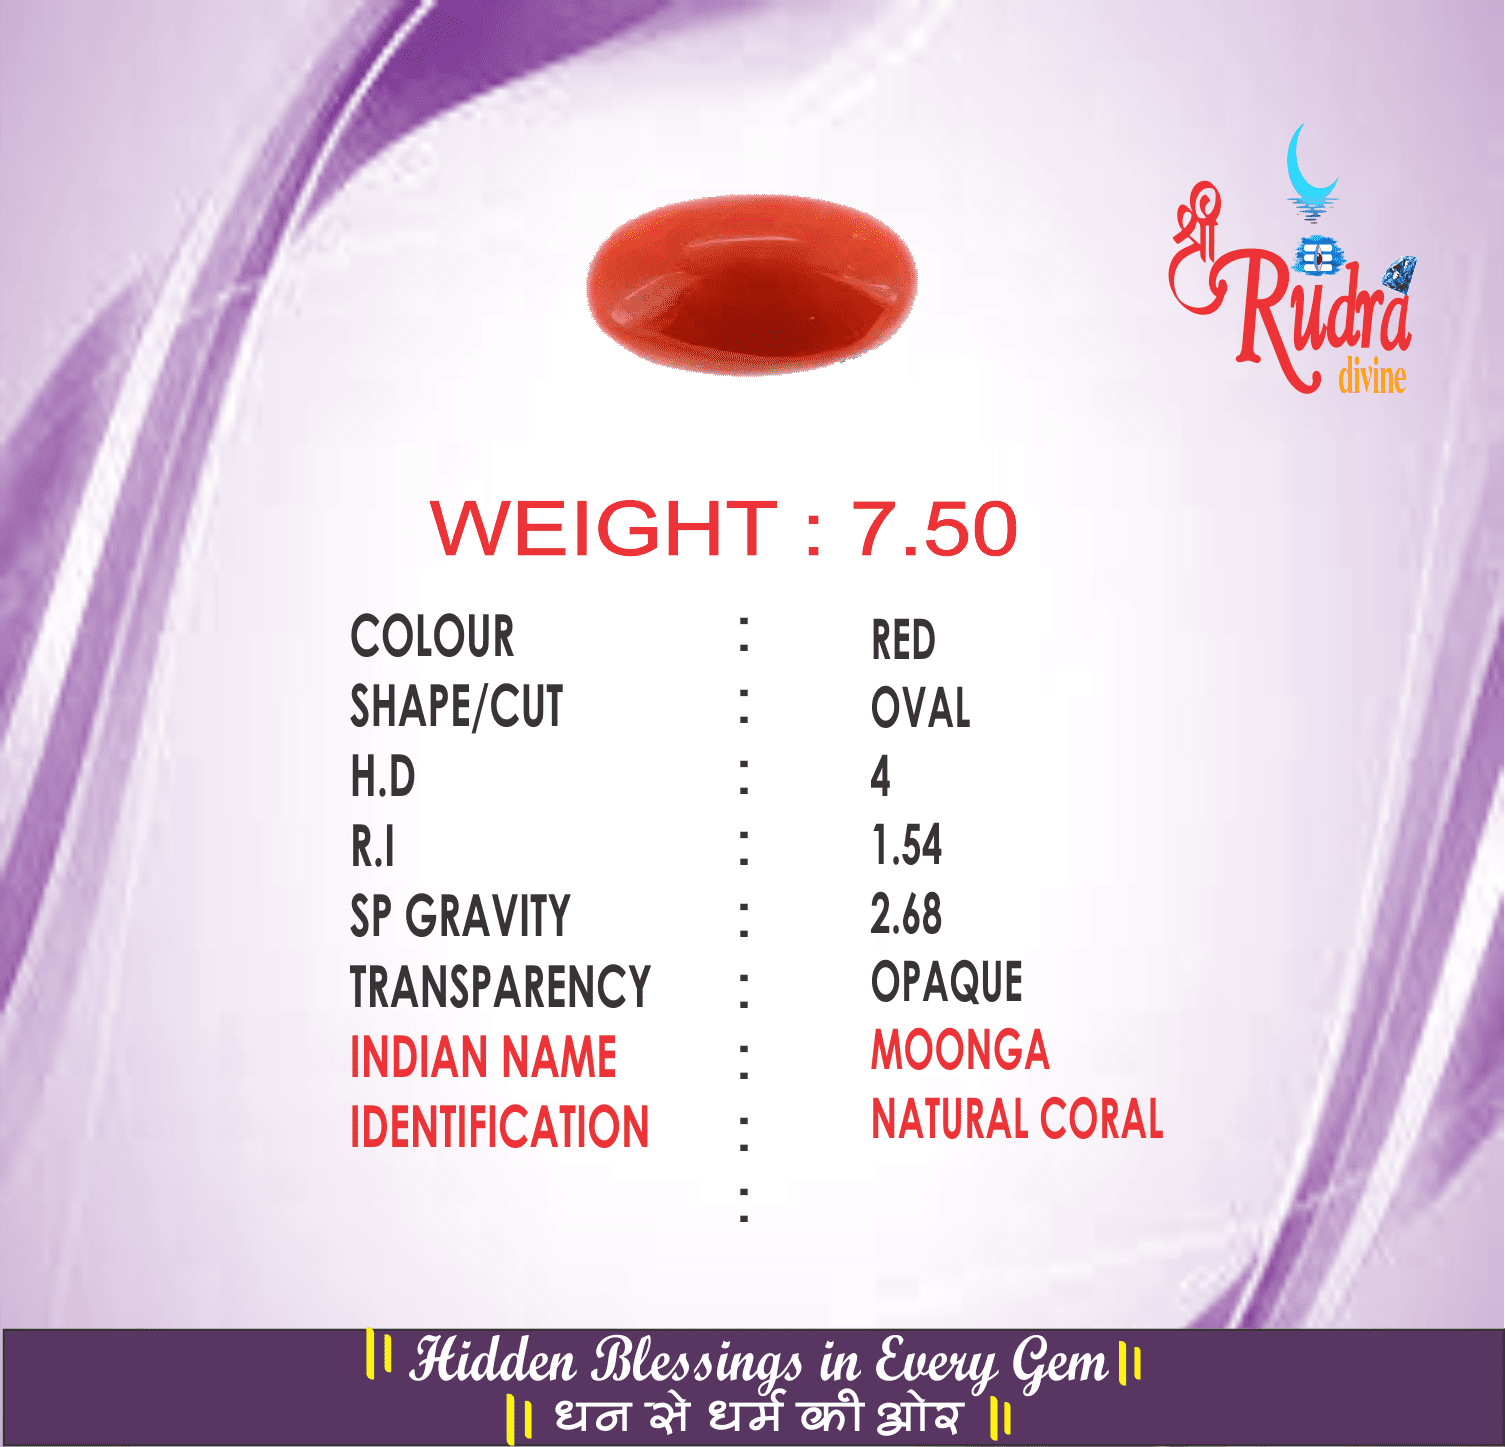 श्री
Rudra
divine
WEIGHT : 7.50
COLOUR : RED
SHAPE/CUT : OVAL
H.D : 4
R.I : 1.54
SP GRAVITY : 2.68
TRANSPARENCY : OPAQUE
INDIAN NAME : MOONGA
IDENTIFICATION : NATURAL CORAL
:
|| Hidden Blessings in Every Gem ||
|| धन से धर्म की ओर ||